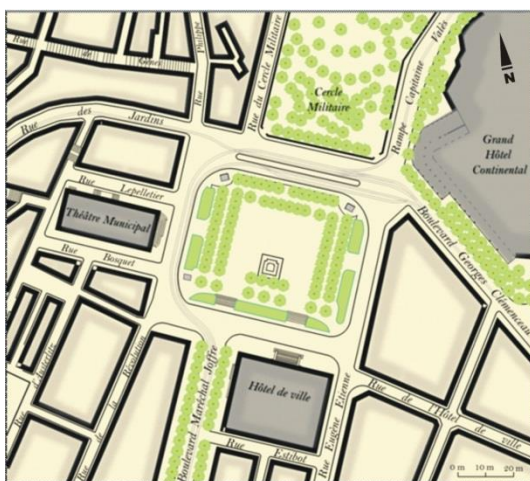 Rue
Philippe
Rue du Cercle Militaire
Cercle
Militaire
Rampe Capitaine Valès
N
Rue des Jardins
Grand
Hôtel
Continental
Rue Lepelletier
Théâtre Municipal
Rue Bosquet
Boulevard Georges Clémenceau
Rue de La Révolution
Boulevard Maréchal Joffre
Hôtel de ville
Rue Eugène Etienne
Rue de l'Hôtel de ville
Rue Estibot
0 m 10 m 20 m